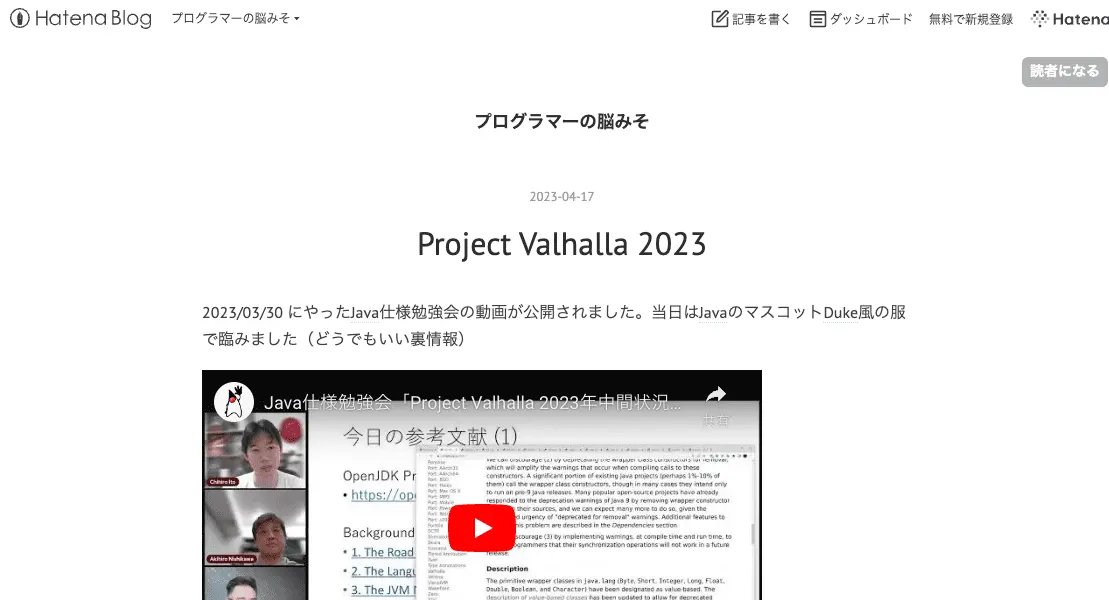 Hatena Blog プログラマーの脳みそ 記事を書く ダッシュボード 無料で新規登録 Hatena
読者になる
プログラマーの脳みそ
2023-04-17
Project Valhalla 2023
2023/03/30 にやったJava仕様勉強会の動画が公開されました。当日はJavaのマスコットDuke風の服
で臨みました（どうでもいい裏情報）
Java仕様勉強会「Project Valhalla 2023年中間状況...
共有
今日の参考文献 (1)
OpenJDK Pr
• https://ope
Background
• 1. The Road
• 2. The Langu
• 3. The JVM M
Chihiro Ito
Akihiro Nishikawa
which will amplify the warnings that occur when compiling calls to these
constructors. A significant portion of existing java projects (perhaps 1%-10% of
them) call the wrapper class constructors, though in many cases they intend only
to run on pre-9 java releases. Many popular open-source projects have already
responded to the deprecation warnings of java 9 by removing wrapper constructor
their sources, and we can expect many more to do so, given the
urgency of "deprecated for removal" warnings. Additional features to
this problem are described in the Dependencies section.
courage (3) by implementing warnings, at compile time and run time, to
programmers that their synchronization operations will not work in a future
release.
Description
The primitive wrapper classes in java.lang (Byte, Short, Integer, Long, Float,
Double, Boolean, and Character) have been designated as value-based. The
description of value-based classes has been updated to allow for deprecated